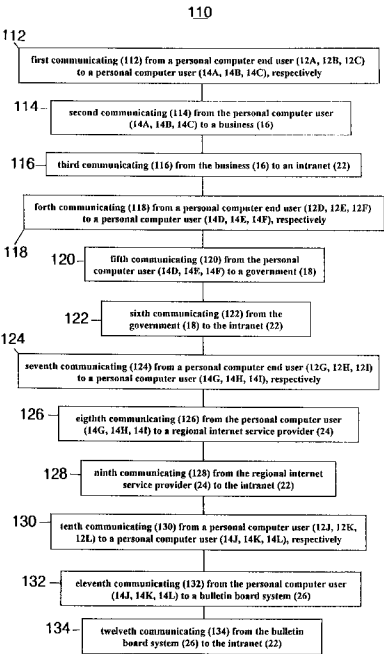 110
112
first communicating (112) from a personal computer end user (12A, 12B, 12C)
to a personal computer user (14A, 14B, 14C), respectively
114
second communicating (114) from the personal computer user
(14A, 14B, 14C) to a business (16)
116
third communicating (116) from the business (16) to an intranet (22)
forth communicating (118) from a personal computer end user (12D, 12E, 12F)
to a personal computer user (14D, 14E, 14F), respectively
118
120
fifth communicating (120) from the personal
computer user (14D, 14E, 14F) to a government (18)
122
sixth communicating (122) from the
government (18) to the intranet (22)
124
seventh communicating (124) from a personal computer end user (12G, 12H, 12I)
to a personal computer user (14G, 14H, 14I), respectively
126
eigthth communicating (126) from the personal computer user
(14G, 14H, 14I) to a regional internet service provider (24)
128
ninth communicating (128) from the regional internet
service provider (24) to the intranet (22)
130
tenth communicating (130) from a personal computer user (12J, 12K,
12L) to a personal computer user (14J, 14K, 14L), respectively
132
eleventh communicating (132) from the personal computer user
(14J, 14K, 14L) to a bulletin board system (26)
134
twelveth communicating (134) from the bulletin
board system (26) to the intranet (22)